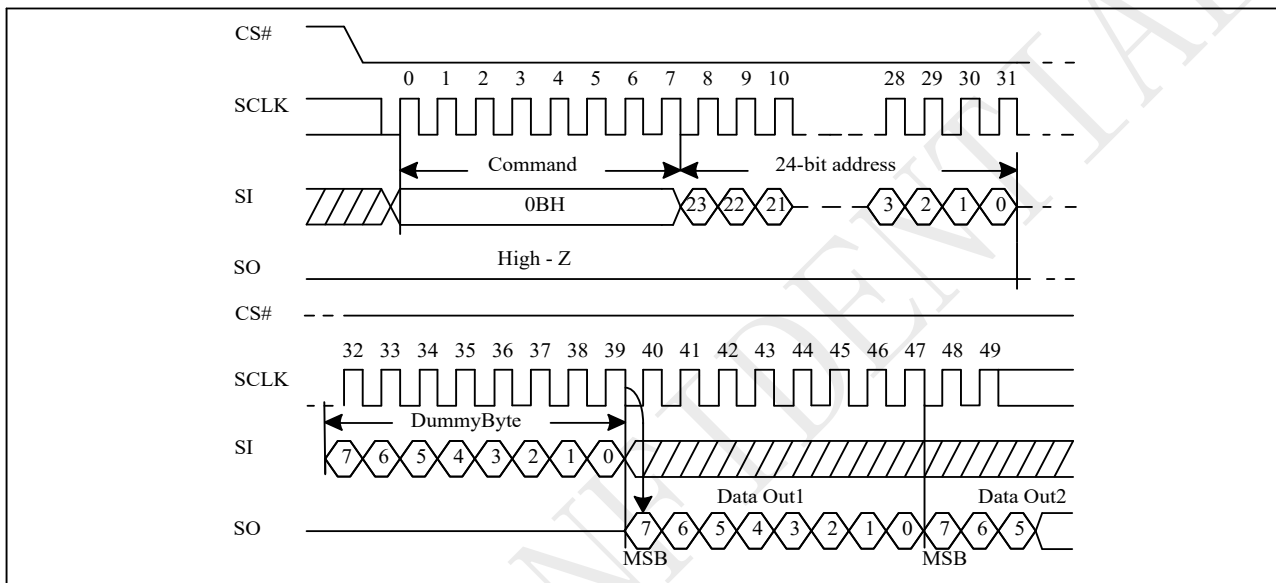 CS#
0 1 2 3 4 5 6 7 8 9 10 28 29 30 31
SCLK
Command 24-bit address
SI 0BH 23 22 21 3 2 1 0
High - Z
SO
CS#
32 33 34 35 36 37 38 39 40 41 42 43 44 45 46 47 48 49
SCLK
DummyByte
SI 7 6 5 4 3 2 1 0
Data Out1 Data Out2
SO 7 6 5 4 3 2 1 0 7 6 5
MSB MSB
NFIDENTIAL